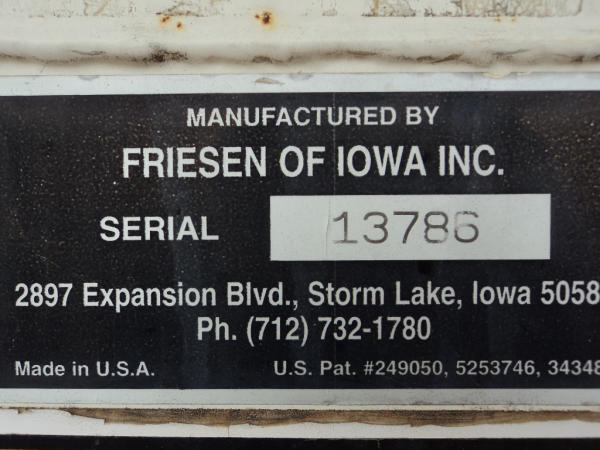 MANUFACTURED BY
FRIESEN OF IOWA INC.
SERIAL 13786
2897 Expansion Blvd., Storm Lake, Iowa 5058
Ph. (712) 732-1780
Made in U.S.A. U.S. Pat. #249050, 5253746, 34348